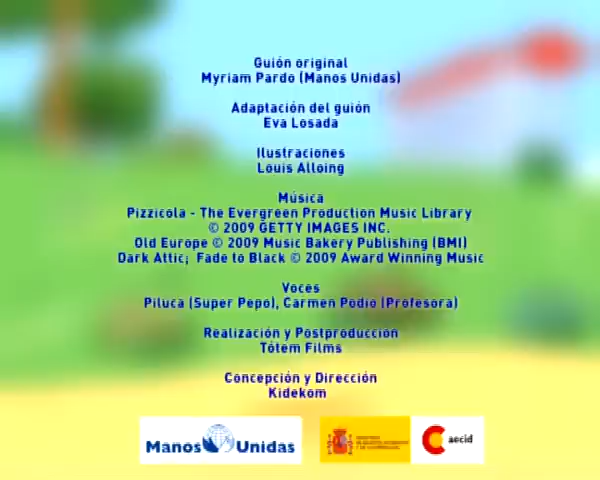 Guión original
Myriam Pardo (Manos Unidas)
Adaptación del guión
Eva Losada
Ilustraciones
Louis Alloing
Música
Pizzicola - The Evergreen Production Music Library
© 2009 GETTY IMAGES INC.
Old Europe © 2009 Music Bakery Publishing (BMI)
Dark Attic; Fade to Black © 2009 Award Winning Music
Voces
Piluca (Super Pepo), Carmen Podio (Profesora)
Realización y Postproducción
Tótem Films
Concepción y Dirección
Kidekom
Manos Unidas
aecid